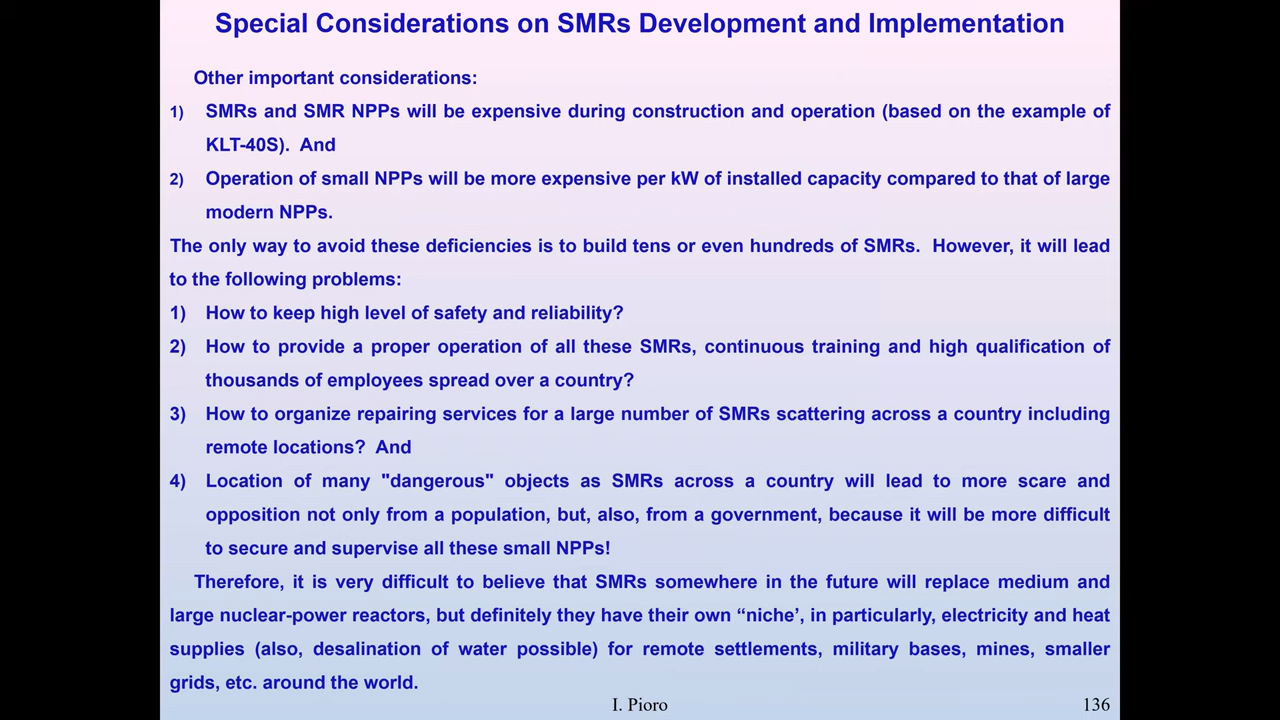 Special Considerations on SMRs Development and Implementation
Other important considerations:
1) SMRs and SMR NPPs will be expensive during construction and operation (based on the example of
KLT-40S). And
2) Operation of small NPPs will be more expensive per kW of installed capacity compared to that of large
modern NPPs.
The only way to avoid these deficiencies is to build tens or even hundreds of SMRs. However, it will lead
to the following problems:
1) How to keep high level of safety and reliability?
2) How to provide a proper operation of all these SMRs, continuous training and high qualification of
thousands of employees spread over a country?
3) How to organize repairing services for a large number of SMRs scattering across a country including
remote locations? And
4) Location of many "dangerous" objects as SMRs across a country will lead to more scare and
opposition not only from a population, but, also, from a government, because it will be more difficult
to secure and supervise all these small NPPs!
Therefore, it is very difficult to believe that SMRs somewhere in the future will replace medium and
large nuclear-power reactors, but definitely they have their own “niche’, in particularly, electricity and heat
supplies (also, desalination of water possible) for remote settlements, military bases, mines, smaller
grids, etc. around the world.
I. Pioro
136